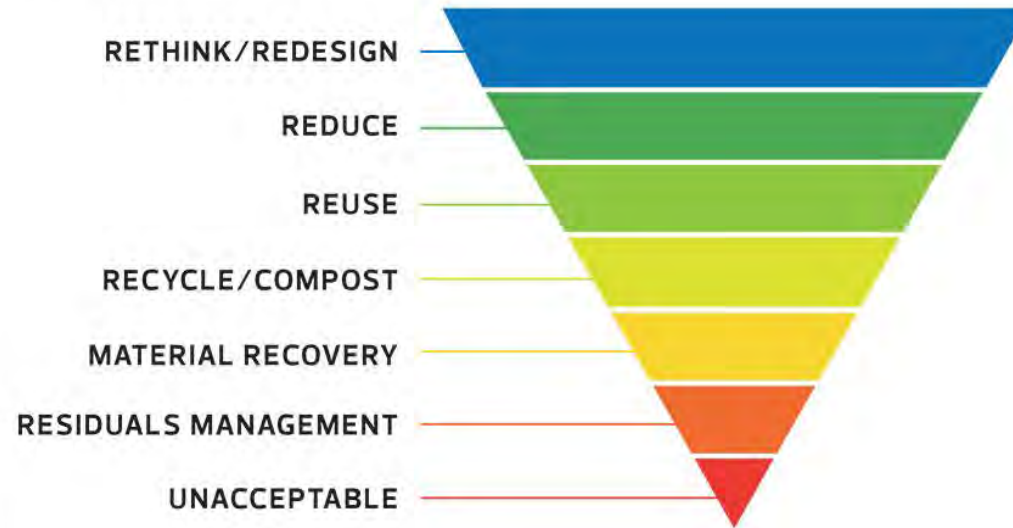 RETHINK/REDESIGN
REDUCE
REUSE
RECYCLE/COMPOST
MATERIAL RECOVERY
RESIDUALS MANAGEMENT
UNACCEPTABLE